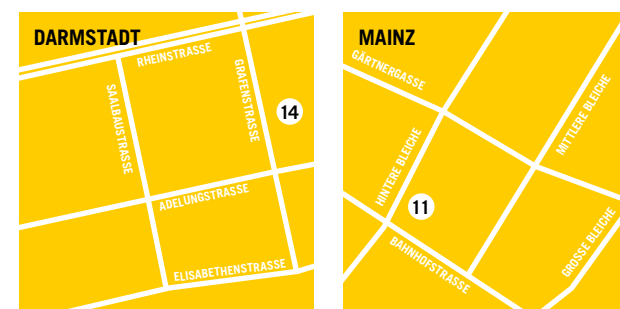 DARMSTADT
RHEINSTRASSE
SAALBAUSTRASSE
GRAFENSTRASSE
14
ADELUNGSTRASSE
ELISABETHENSTRASSE
MAINZ
GÄRTNERGASSE
HINTERE BLEICHE
MITTLERE BLEICHE
11
BAHNHOFSTRASSE
GROSSE BLEICHE